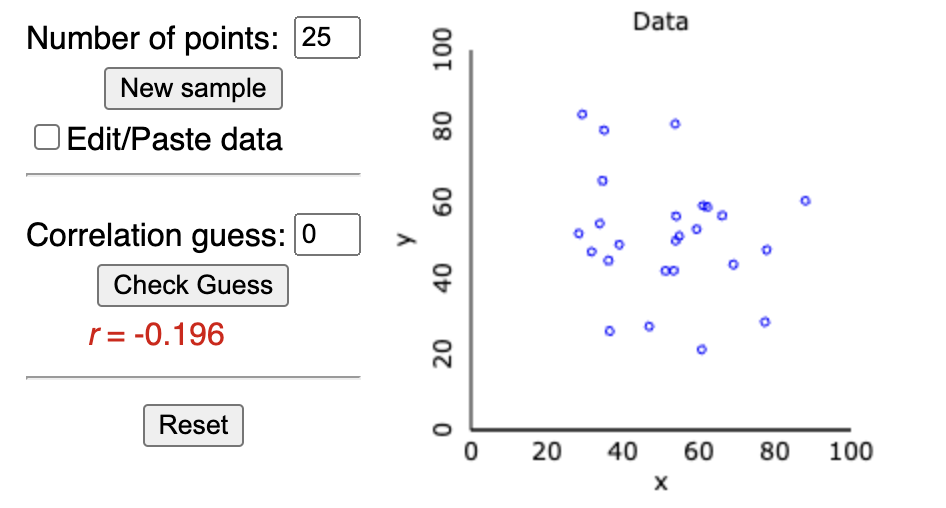 Number of points: 25
New sample
Edit/Paste data
Correlation guess: 0
Check Guess
r = -0.196
Reset
Data
100
80
60
40
20
0
y
0 20 40 60 80 100
x